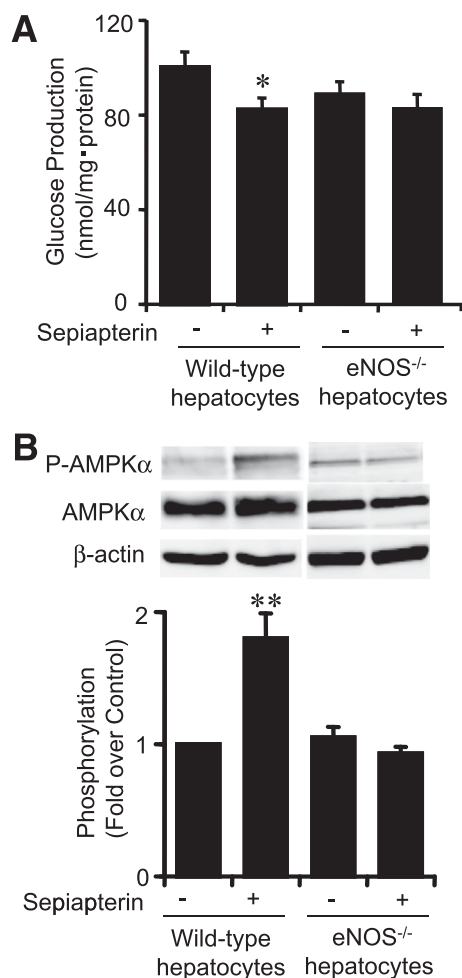 A
120
80
40
0
Glucose Production
(nmol/mg·protein)
*
Sepiapterin - + - +
Wild-type
hepatocytes
eNOS-/-
hepatocytes
B
P-AMPKα
AMPKα
β-actin
**
2
1
0
Phosphorylation
(Fold over Control)
Sepiapterin - + - +
Wild-type
hepatocytes
eNOS-/-
hepatocytes